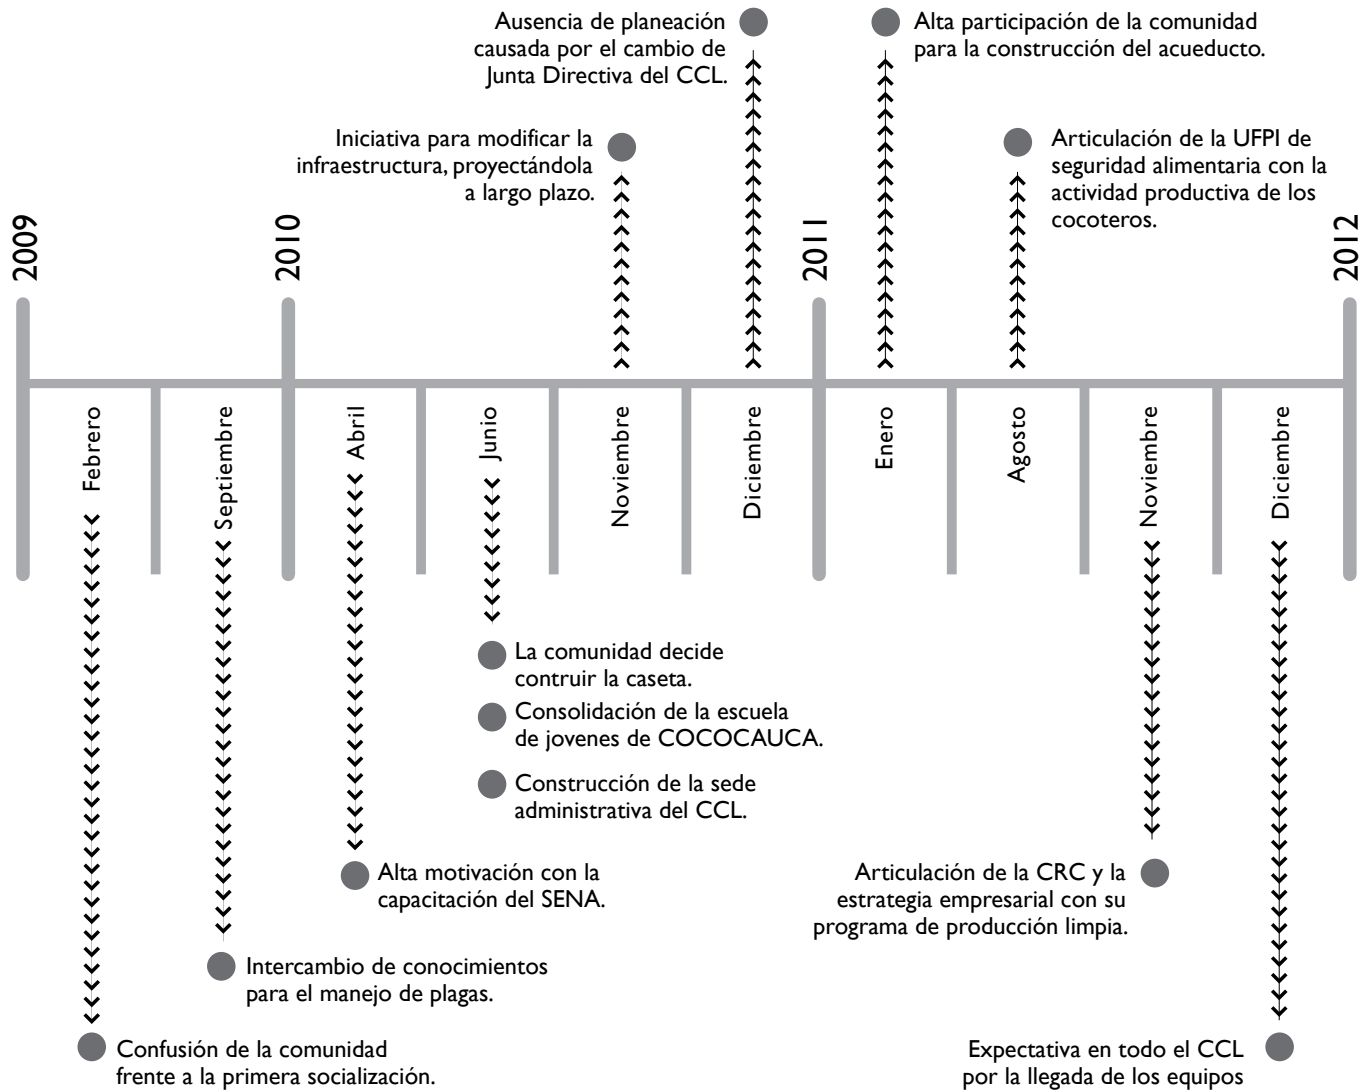 Ausencia de planeación
causada por el cambio de
Junta Directiva del CCL.
Alta participación de la comunidad
para la construcción del acueducto.
Iniciativa para modificar la
infraestructura, proyectándola
a largo plazo.
Articulación de la UFPI de
seguridad alimentaria con la
actividad productiva de los
cocoteros.
2009
2010
2011
2012
Febrero
Septiembre
Abril
Junio
Noviembre
Diciembre
Enero
Agosto
Noviembre
Diciembre
La comunidad decide
contruir la caseta.
Consolidación de la escuela
de jovenes de COCOCAUCA.
Construcción de la sede
administrativa del CCL.
Alta motivación con la
capacitación del SENA.
Articulación de la CRC y la
estrategia empresarial con su
programa de producción limpia.
Intercambio de conocimientos
para el manejo de plagas.
Confusión de la comunidad
frente a la primera socialización.
Expectativa en todo el CCL
por la llegada de los equipos